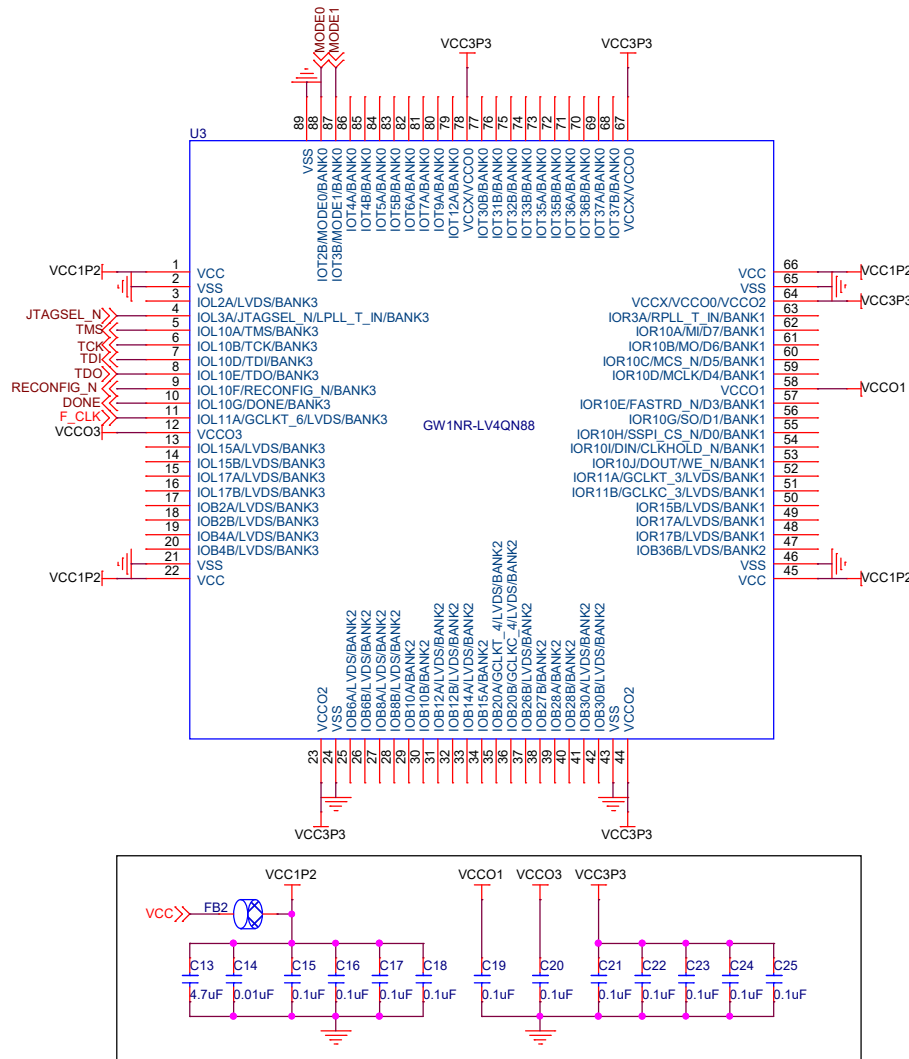 MODE0
MODE1
VCC3P3
VCC3P3
89
88
87
86
85
84
83
82
81
80
79
78
77
76
75
74
73
72
71
70
69
68
67
U3
VSS
IOT2B/MODE0/BANK0
IOT3B/MODE1/BANK0
IOT4A/BANK0
IOT4B/BANK0
IOT5A/BANK0
IOT5B/BANK0
IOT6A/BANK0
IOT7A/BANK0
IOT9A/BANK0
IOT12A/BANK0
VCCX/VCCO0
IOT30B/BANK0
IOT31B/BANK0
IOT32B/BANK0
IOT33B/BANK0
IOT35A/BANK0
IOT35B/BANK0
IOT36A/BANK0
IOT36B/BANK0
IOT37A/BANK0
IOT37B/BANK0
VCCX/VCCO0
VCC1P2 1 VCC
2 VSS
3 IOL2A/LVDS/BANK3
JTAGSEL_N 4 IOL3A/JTAGSEL_N/LPLL_T_IN/BANK3
TMS 5 IOL10A/TMS/BANK3
TCK 6 IOL10B/TCK/BANK3
TDI 7 IOL10D/TDI/BANK3
TDO 8 IOL10E/TDO/BANK3
RECONFIG_N 9 IOL10F/RECONFIG_N/BANK3
DONE 10 IOL10G/DONE/BANK3
F_CLK 11 IOL11A/GCLKT_6/LVDS/BANK3
VCCO3 12 VCCO3
13 IOL15A/LVDS/BANK3
14 IOL15B/LVDS/BANK3
15 IOL17A/LVDS/BANK3
16 IOL17B/LVDS/BANK3
17 IOB2A/LVDS/BANK3
18 IOB2B/LVDS/BANK3
19 IOB4A/LVDS/BANK3
20 IOB4B/LVDS/BANK3
21 VSS
VCC1P2 22 VCC
GW1NR-LV4QN88
VCC 66 VCC1P2
VSS 65
VCCX/VCCO0/VCCO2 64 VCC3P3
IOR3A/RPLL_T_IN/BANK1 63
IOR10A/MI/D7/BANK1 62
IOR10B/MO/D6/BANK1 61
IOR10C/MCS_N/D5/BANK1 60
IOR10D/MCLK/D4/BANK1 59
VCCO1 58 VCCO1
IOR10E/FASTRD_N/D3/BANK1 57
IOR10G/SO/D1/BANK1 56
IOR10H/SSPI_CS_N/D0/BANK1 55
IOR10I/DIN/CLKHOLD_N/BANK1 54
IOR10J/DOUT/WE_N/BANK1 53
IOR11A/GCLKT_3/LVDS/BANK1 52
IOR11B/GCLKC_3/LVDS/BANK1 51
IOR15B/LVDS/BANK1 50
IOR17A/LVDS/BANK1 49
IOR17B/LVDS/BANK1 48
IOB36B/LVDS/BANK2 47
VSS 46
VCC 45 VCC1P2
VCCO2
VSS
IOB6A/LVDS/BANK2
IOB6B/LVDS/BANK2
IOB8A/LVDS/BANK2
IOB8B/LVDS/BANK2
IOB10A/BANK2
IOB10B/BANK2
IOB12A/LVDS/BANK2
IOB12B/LVDS/BANK2
IOB14A/LVDS/BANK2
IOB15A/BANK2
IOB20A/GCLKT_4/LVDS/BANK2
IOB20B/GCLKC_4/LVDS/BANK2
IOB26B/LVDS/BANK2
IOB27B/BANK2
IOB28A/BANK2
IOB28B/BANK2
IOB30A/LVDS/BANK2
IOB30B/LVDS/BANK2
VSS
VCCO2
23
24
25
26
27
28
29
30
31
32
33
34
35
36
37
38
39
40
41
42
43
44
VCC3P3
VCC3P3
VCC1P2 VCCO1 VCCO3 VCC3P3
VCC FB2
C13 C14 C15 C16 C17 C18 C19 C20 C21 C22 C23 C24 C25
4.7uF 0.01uF 0.1uF 0.1uF 0.1uF 0.1uF 0.1uF 0.1uF 0.1uF 0.1uF 0.1uF 0.1uF 0.1uF